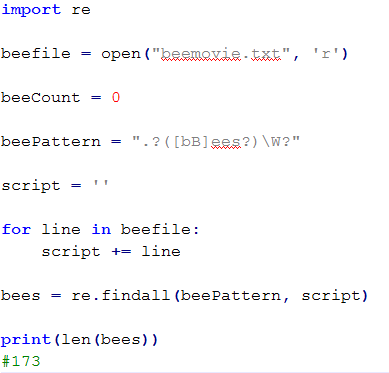 import re
beefile = open("beemovie.txt", 'r')
beeCount = 0
beePattern = ".?([bB]ees?)\W?"
script = ''
for line in beefile:
    script += line
bees = re.findall(beePattern, script)
print(len(bees))
#173